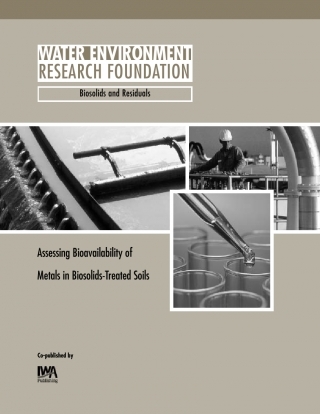 WATER ENVIRONMENT
RESEARCH FOUNDATION
Biosolids and Residuals
Assessing Bioavailability of
Metals in Biosolids-Treated Soils
Co-published by
IWA
Publishing